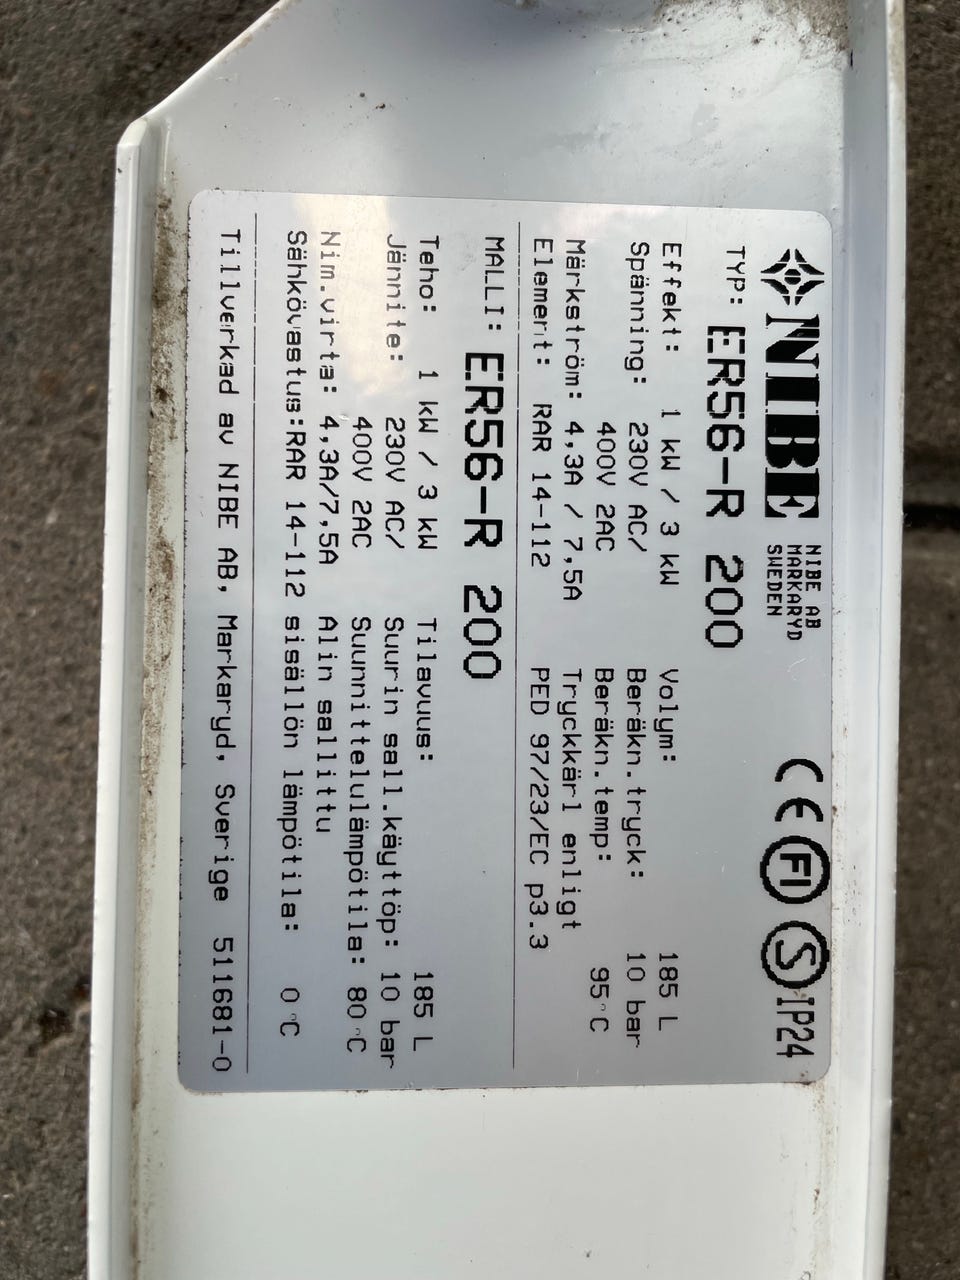 NIBE
NIBE AB
MARKARYD
SWEDEN
CE FI S IP24
TYP: ER56-R 200
Effekt: 1 kW / 3 kW Volym: 185 L
Spänning: 230V AC/ Beräkn.tryck: 10 bar
400V 2AC Beräkn.temp: 95°C
Märkström: 4,3A / 7,5A Tryckkärl enligt
Element: RAR 14-112 PED 97/23/EC p3.3
MALLI: ER56-R 200
Teho: 1 kW / 3 kW Tilavuus: 185 L
Jännite: 230V AC/ Suurin sall.käyttöp: 10 bar
400V 2AC Suunnittelulämpötila: 80°C
Nim.virta: 4,3A/7,5A Alin sallittu
Sähkövastus:RAR 14-112 sisällön lämpötila: 0°C
Tillverkad av NIBE AB, Markaryd, Sverige 511681-0